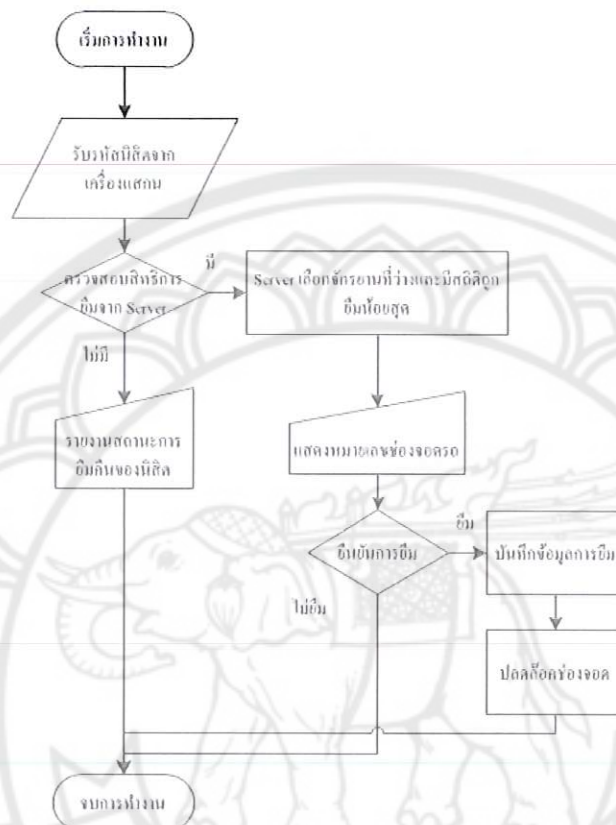 เริ่มการทำงาน
รับรหัสนิสิตจาก
เครื่องแสกน
ตรวจสอบสิทธิการ
ยืมจาก Server
มี
Server เลือกจักรยานที่ว่างและมีสถิติถูก
ยืมน้อยสุด
ไม่มี
รายงานสถานะการ
ยืมคืนของนิสิต
แสดงหมายเลขช่องจอดรถ
ยืนยันการยืม
ยืม
บันทึกข้อมูลการยืม
ไม่ยืม
ปลดล็อคช่องจอด
จบการทำงาน